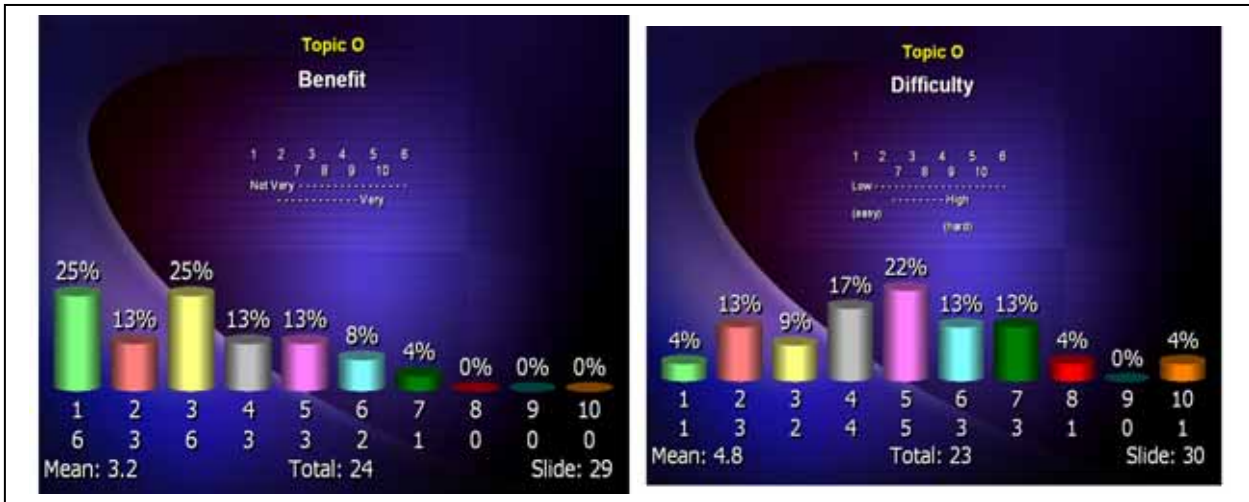 Topic O
Benefit
1 2 3 4 5 6
7 8 9 10
Not Very - - - - - - - - - - - - - - - - -
- - - - - - - - - - - - - Very
25% 13% 25% 13% 13% 8% 4% 0% 0% 0%
1 2 3 4 5 6 7 8 9 10
6 3 6 3 3 2 1 0 0 0
Mean: 3.2 Total: 24 Slide: 29
Topic O
Difficulty
1 2 3 4 5 6
7 8 9 10
Low - - - - - - - - - - - - - - - - - - - -
- - - - - - - - High
(easy)
(hard)
4% 13% 9% 17% 22% 13% 13% 4% 0% 4%
1 2 3 4 5 6 7 8 9 10
1 3 2 4 5 3 3 1 0 1
Mean: 4.8 Total: 23 Slide: 30